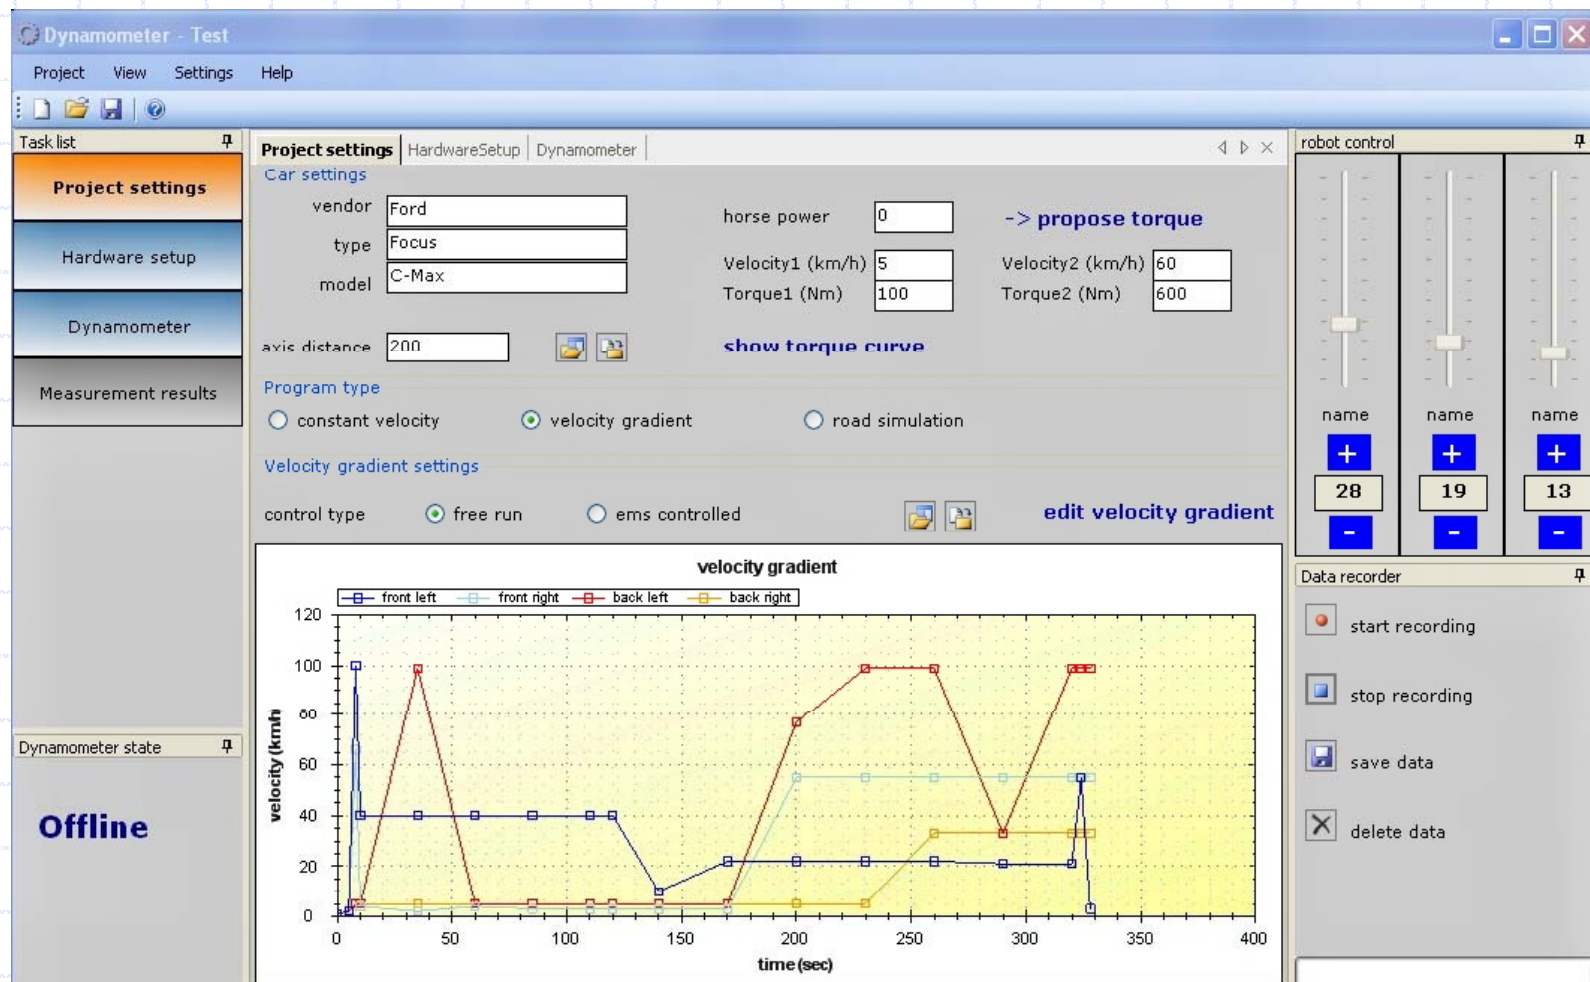 Dynamometer - Test
Project View Settings Help
Task list
Project settings
Hardware setup
Dynamometer
Measurement results
Dynamometer state
Offline
Project settings HardwareSetup Dynamometer
Car settings
vendor Ford
type Focus
model C-Max
axis distance 200
horse power 0 -> propose torque
Velocity1 (km/h) 5 Velocity2 (km/h) 60
Torque1 (Nm) 100 Torque2 (Nm) 600
show torque curve
Program type
constant velocity velocity gradient road simulation
Velocity gradient settings
control type free run ems controlled edit velocity gradient
velocity gradient
front left front right back left back right
velocity (kmh)
120
100
80
60
40
20
0
0 50 100 150 200 250 300 350 400
time (sec)
robot control
name name name
+ + +
28 19 13
- - -
Data recorder
start recording
stop recording
save data
delete data